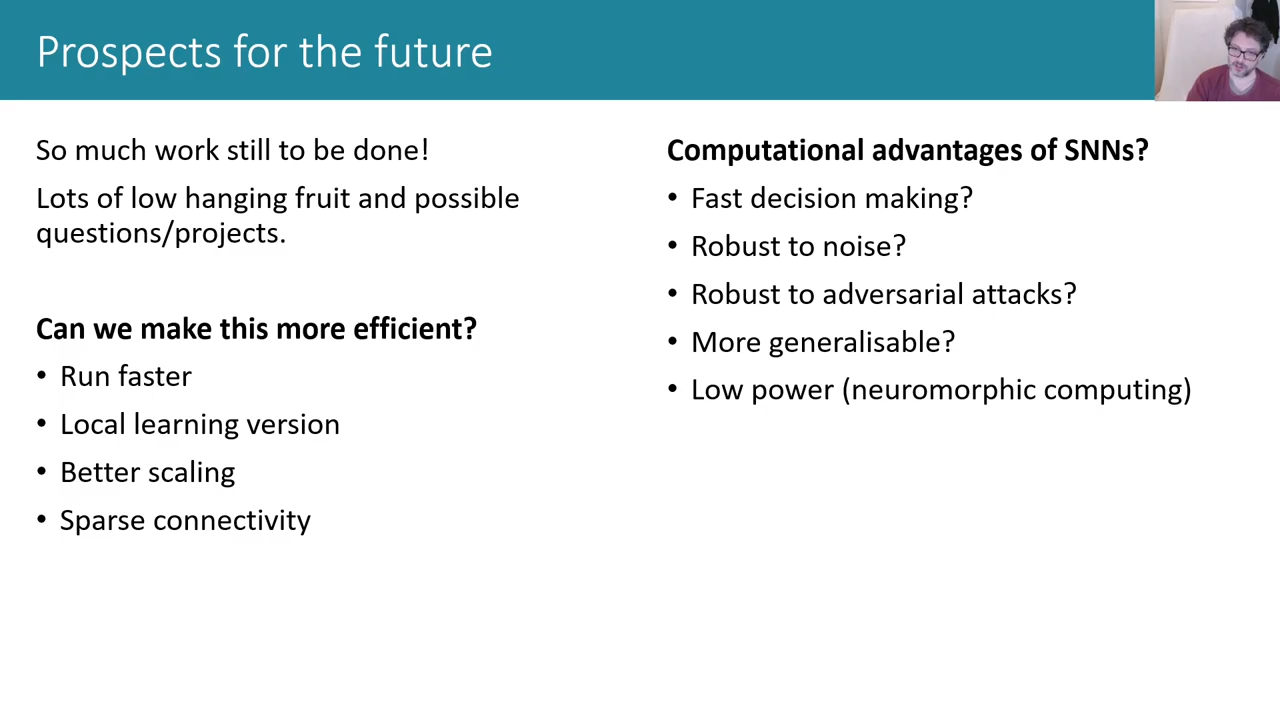 Prospects for the future
So much work still to be done!
Lots of low hanging fruit and possible
questions/projects.
Can we make this more efficient?
• Run faster
• Local learning version
• Better scaling
• Sparse connectivity
Computational advantages of SNNs?
• Fast decision making?
• Robust to noise?
• Robust to adversarial attacks?
• More generalisable?
• Low power (neuromorphic computing)